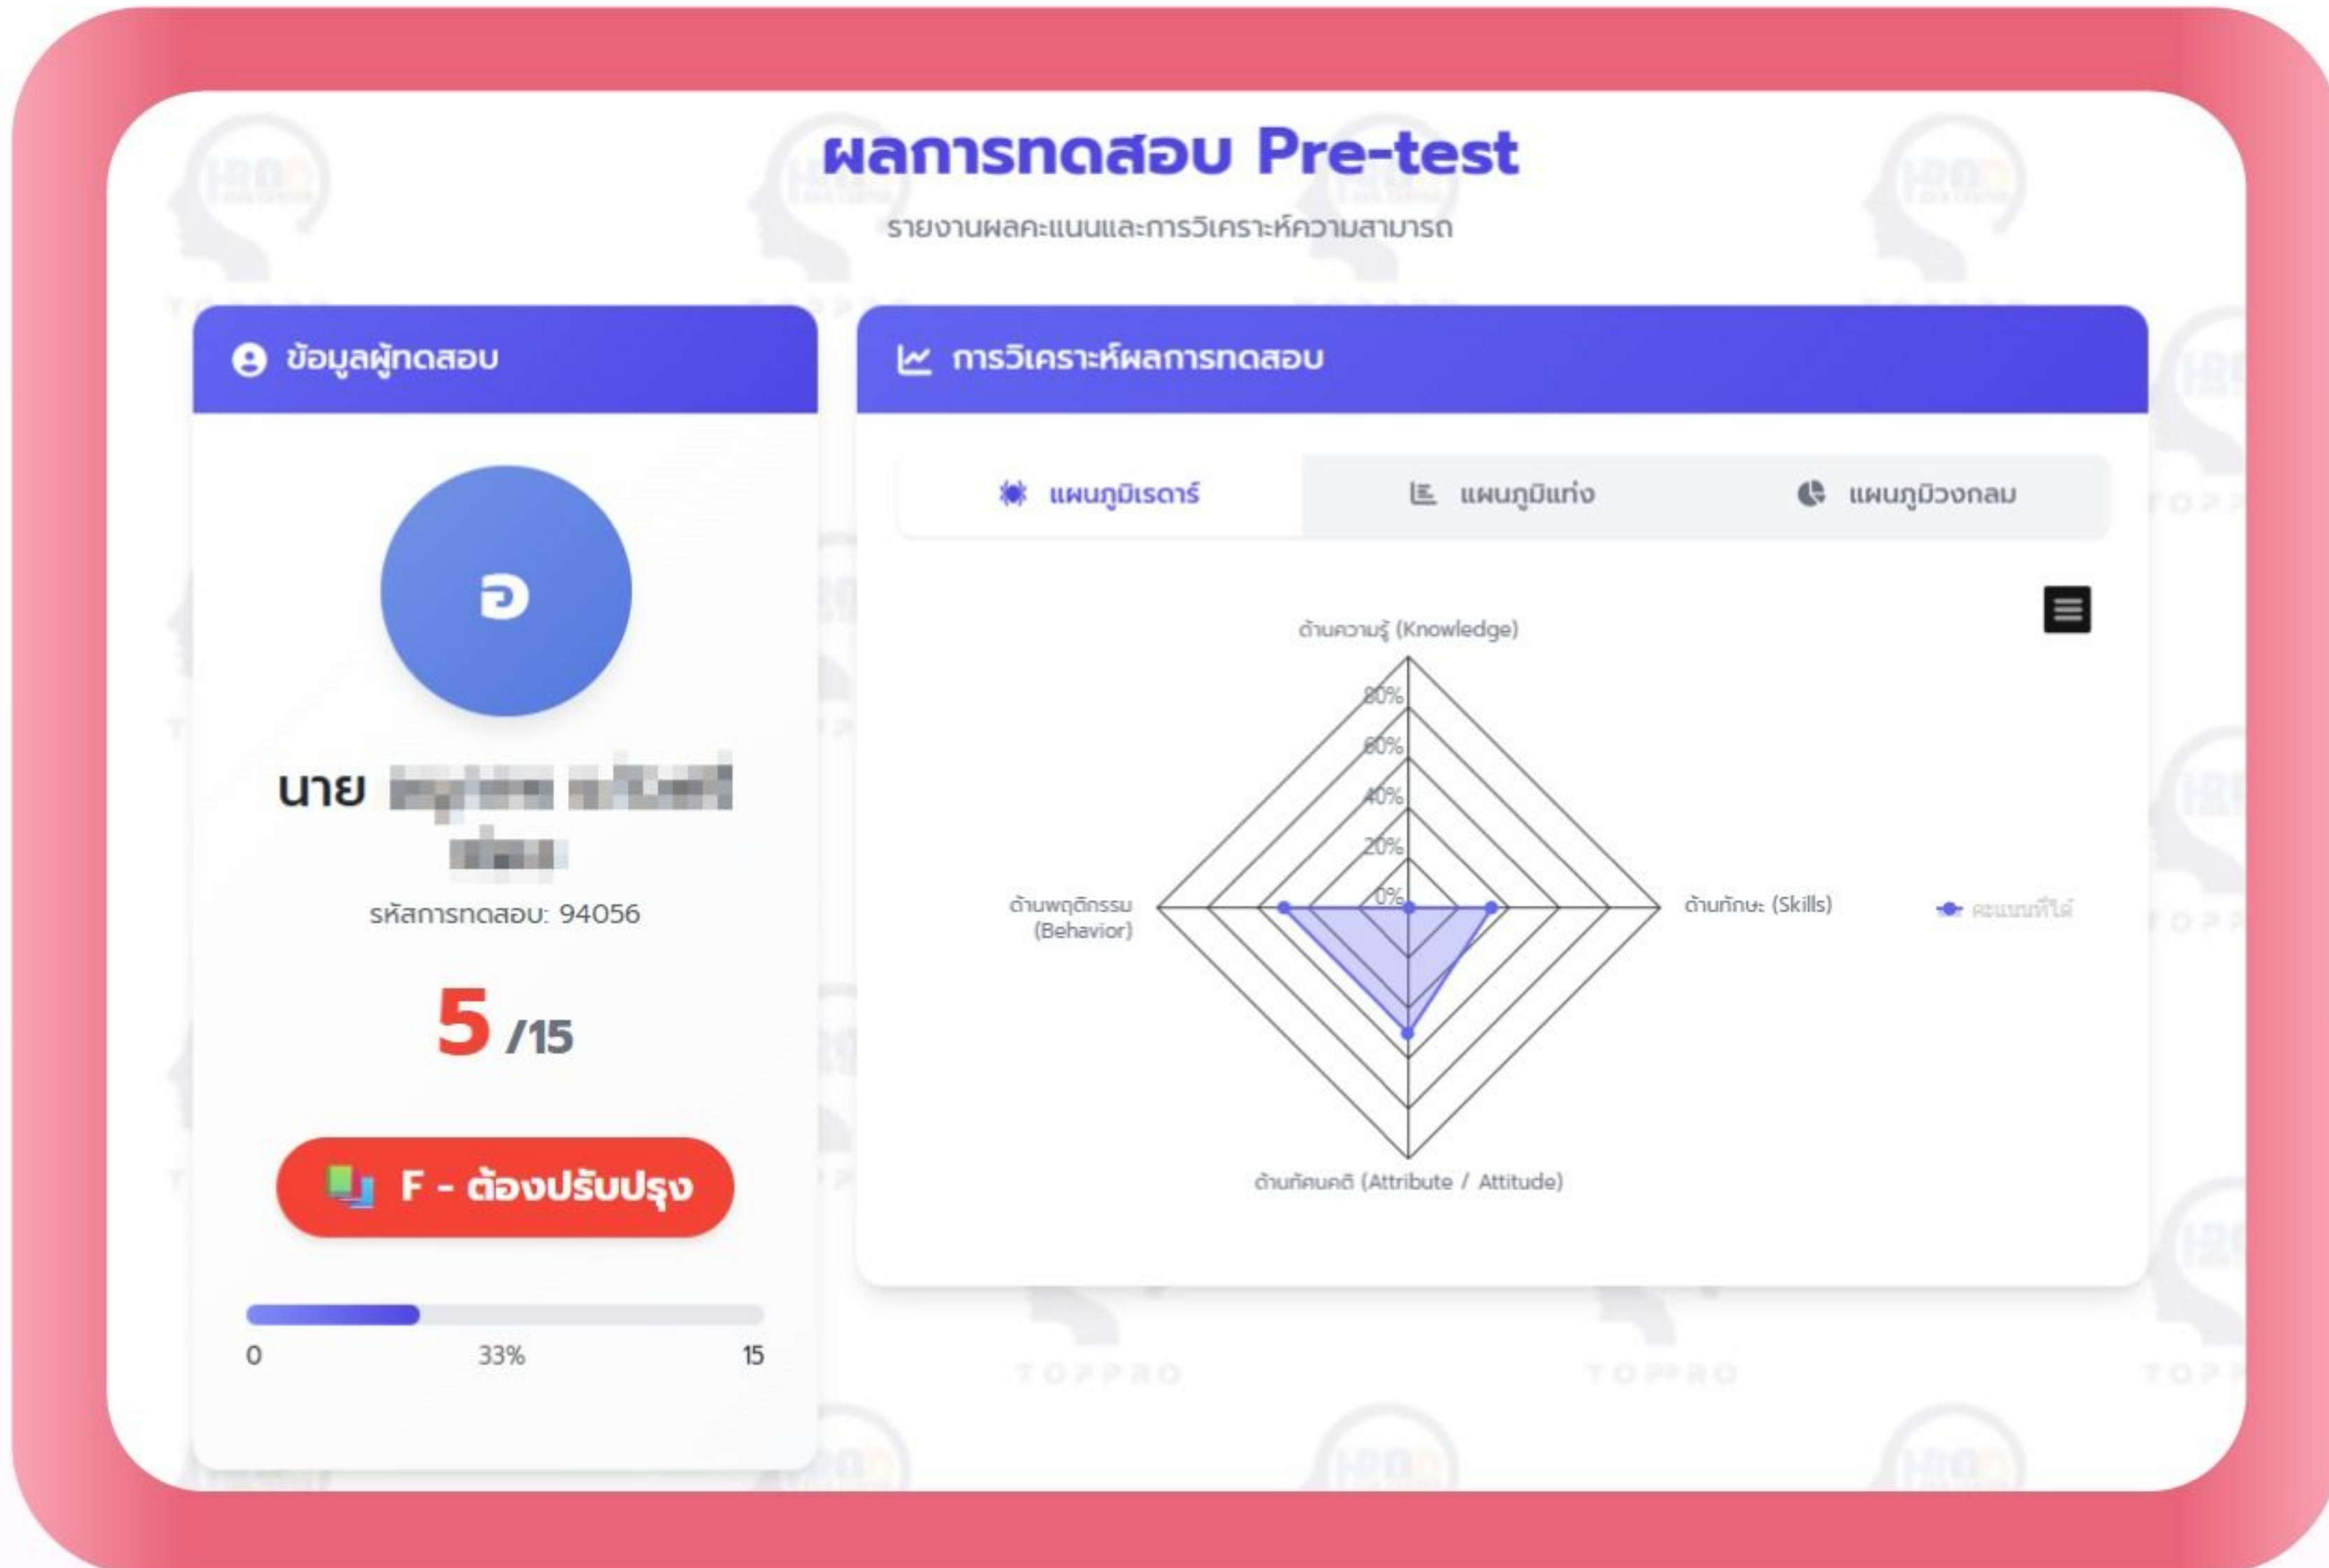 ผลการทดสอบ Pre-test
รายงานผลคะแนนและการวิเคราะห์ความสามารถ
ข้อมูลผู้ทดสอบ
อ
นาย
รหัสการทดสอบ: 94056
5 /15
F - ต้องปรับปรุง
0 33% 15
การวิเคราะห์ผลการทดสอบ
แผนภูมิเรดาร์ แผนภูมิแท่ง แผนภูมิวงกลม
ด้านความรู้ (Knowledge)
80%
60%
40%
20%
0%
ด้านพฤติกรรม
(Behavior)
ด้านทักษะ (Skills)
คะแนนที่ได้
ด้านทัศนคติ (Attribute / Attitude)
TOPPRO
TOPPRO